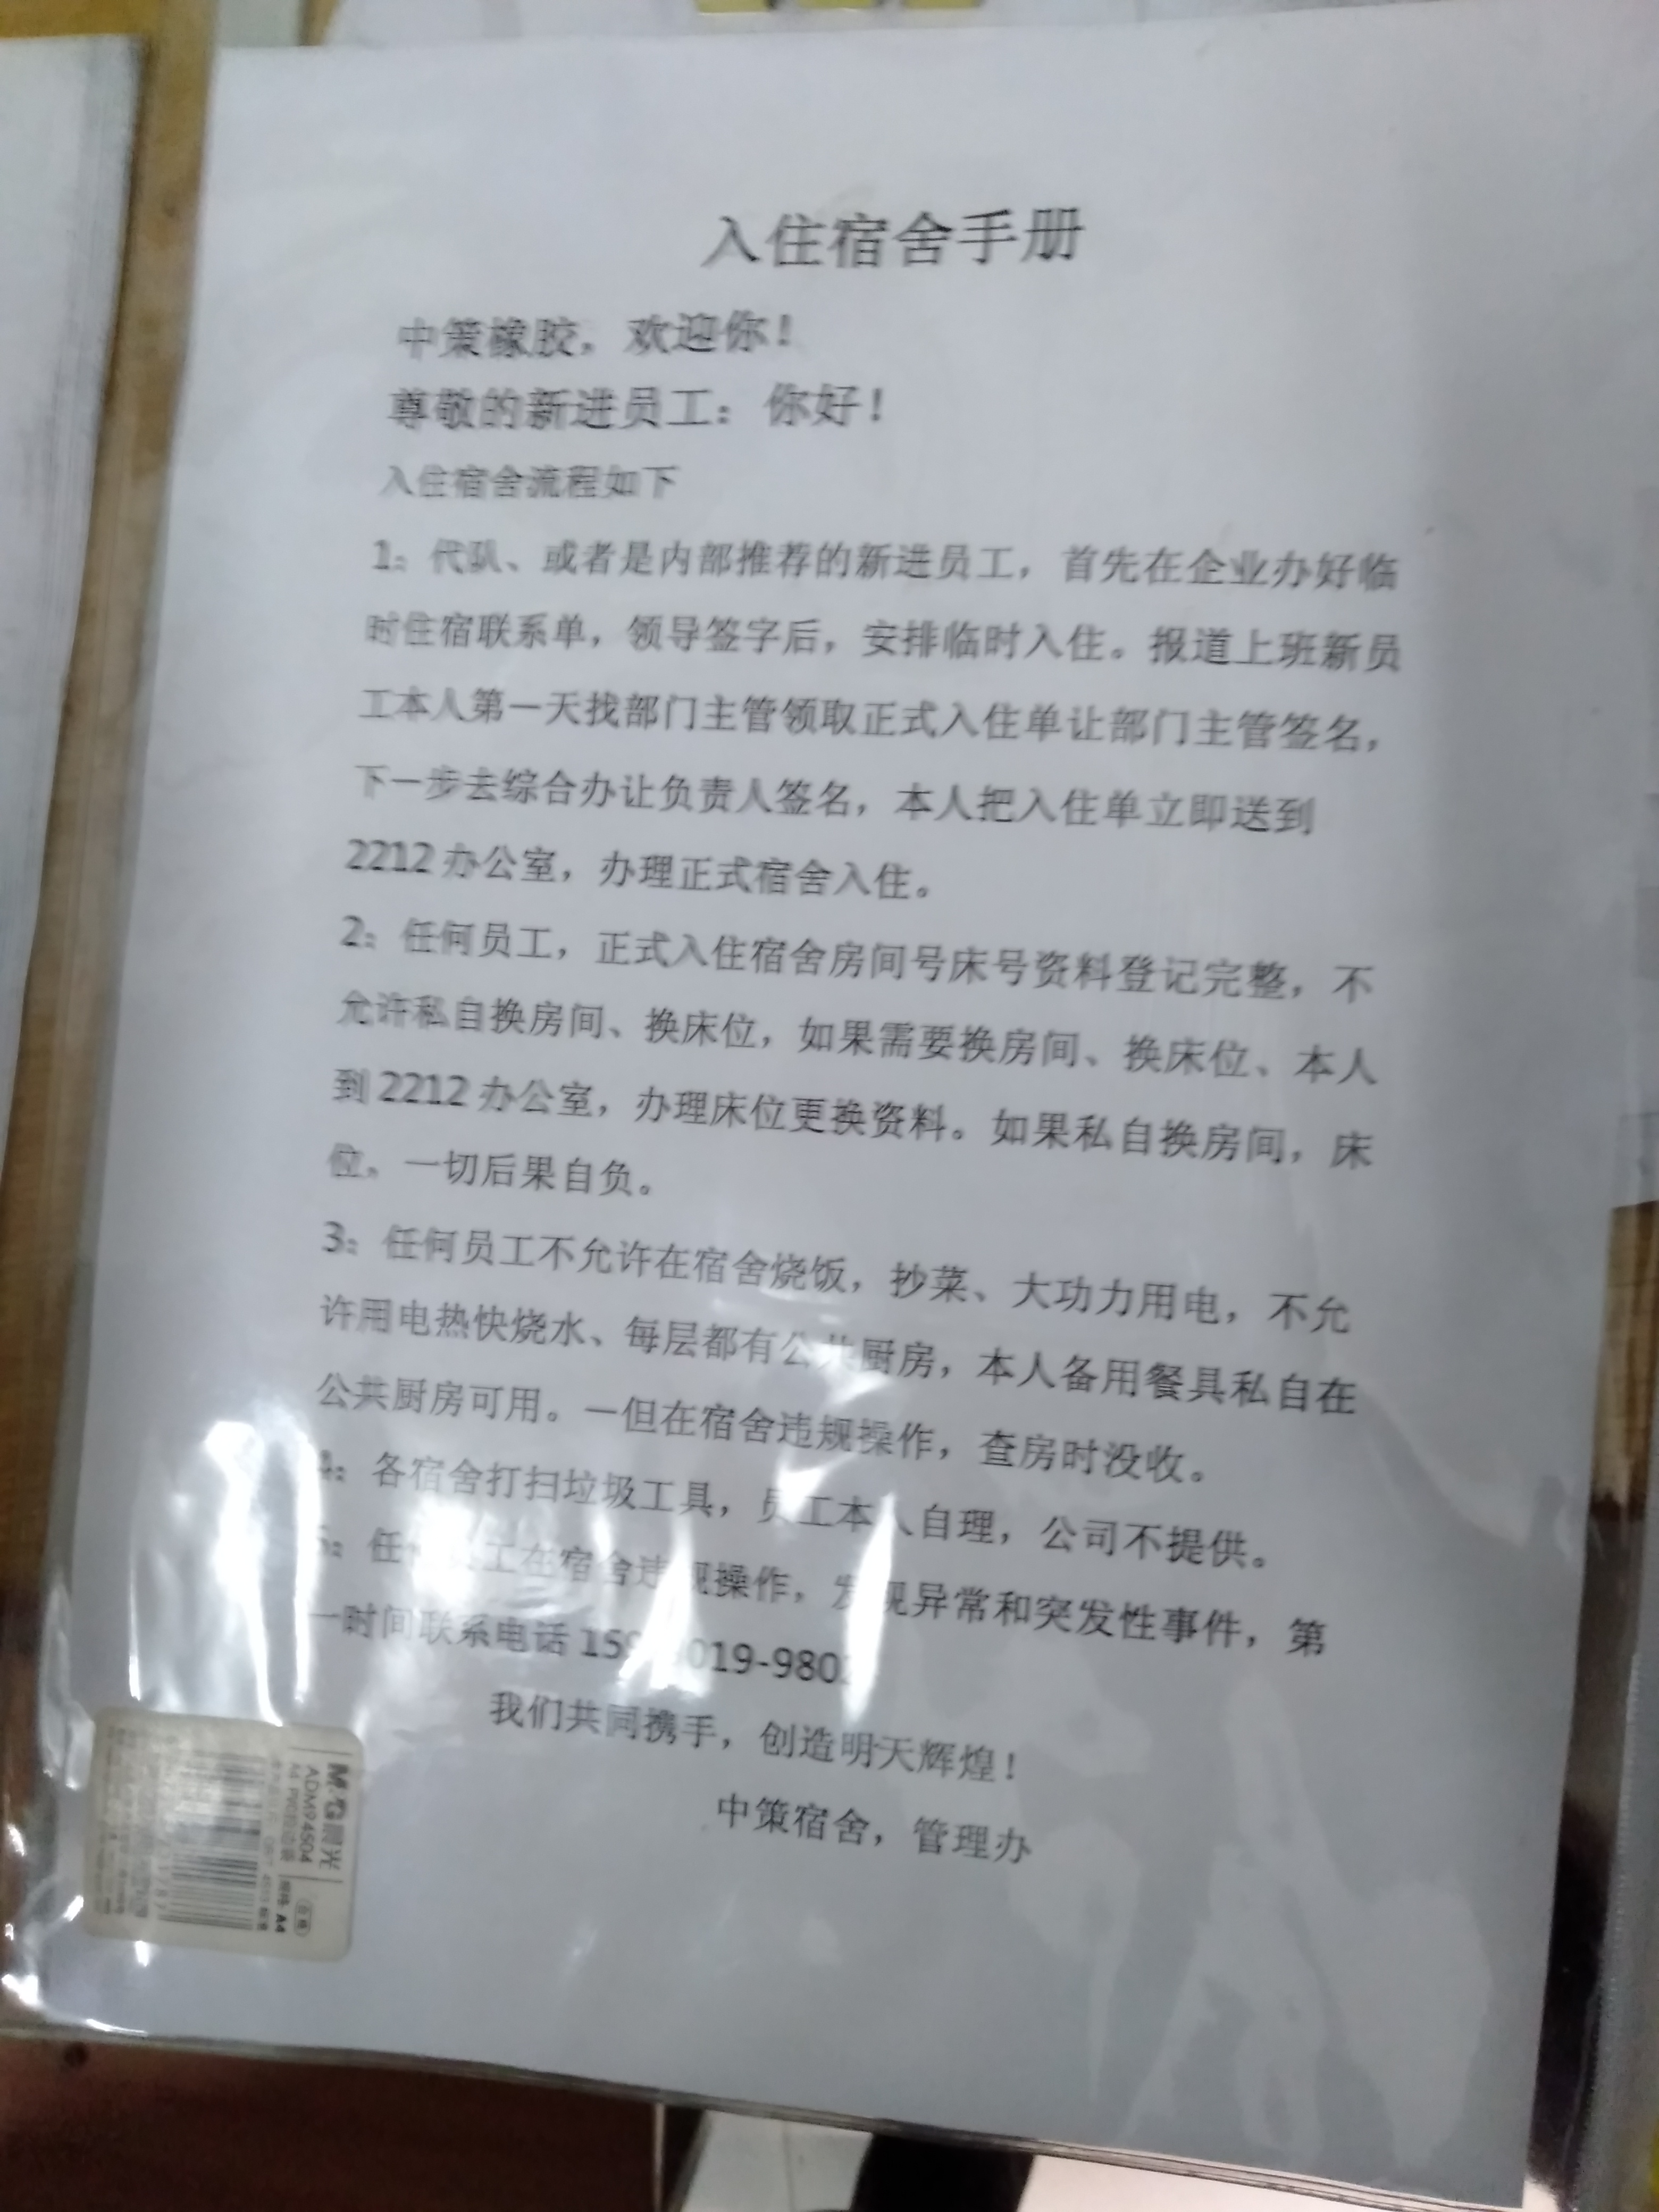 入住宿舍手册
中策橡胶，欢迎你！
尊敬的新进员工：你好！
入住宿舍流程如下
1：代队、或者是内部推荐的新进员工，首先在企业办好临
时住宿联系单，领导签字后，安排临时入住。报道上班新员
工本人第一天找部门主管领取正式入住单让部门主管签名，
下一步去综合办让负责人签名，本人把入住单立即送到
2212办公室，办理正式宿舍入住。
2：任何员工，正式入住宿舍房间号床号资料登记完整，不
允许私自换房间、换床位，如果需要换房间、换床位、本人
到2212办公室，办理床位更换资料。如果私自换房间，床
位。一切后果自负。
3：任何员工不允许在宿舍烧饭，抄菜、大功力用电，不允
许用电热快烧水、每层都有公共厨房，本人备用餐具私自在
公共厨房可用。一但在宿舍违规操作，查房时没收。
4：各宿舍打扫垃圾工具，员工本人自理，公司不提供。
5：任 工在宿舍违规操作，发现异常和突发性事件，第
一时间联系电话
我们共同携手，创造明天辉煌！
中策宿舍，管理办
M&G晨光
ADM94504
规格 A4